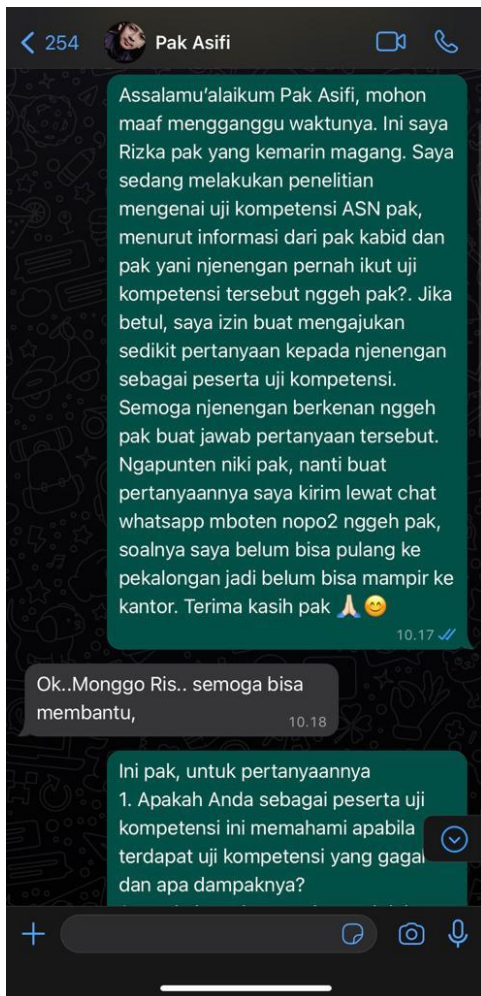 254
Pak Asifi
Assalamu'alaikum Pak Asifi, mohon
maaf mengganggu waktunya. Ini saya
Rizka pak yang kemarin magang. Saya
sedang melakukan penelitian
mengenai uji kompetensi ASN pak,
menurut informasi dari pak kabid dan
pak yani njenengan pernah ikut uji
kompetensi tersebut nggeh pak?. Jika
betul, saya izin buat mengajukan
sedikit pertanyaan kepada njenengan
sebagai peserta uji kompetensi.
Semoga njenengan berkenan nggeh
pak buat jawab pertanyaan tersebut.
Ngapunten niki pak, nanti buat
pertanyaannya saya kirim lewat chat
whatsapp mboten nopo2 nggeh pak,
soalnya saya belum bisa pulang ke
pekalongan jadi belum bisa mampir ke
kantor. Terima kasih pak 🙏🏻😊
10.17
Ok..Monggo Ris.. semoga bisa
membantu,
10.18
Ini pak, untuk pertanyaannya
1. Apakah Anda sebagai peserta uji
kompetensi ini memahami apabila
terdapat uji kompetensi yang gagal
dan apa dampaknya?